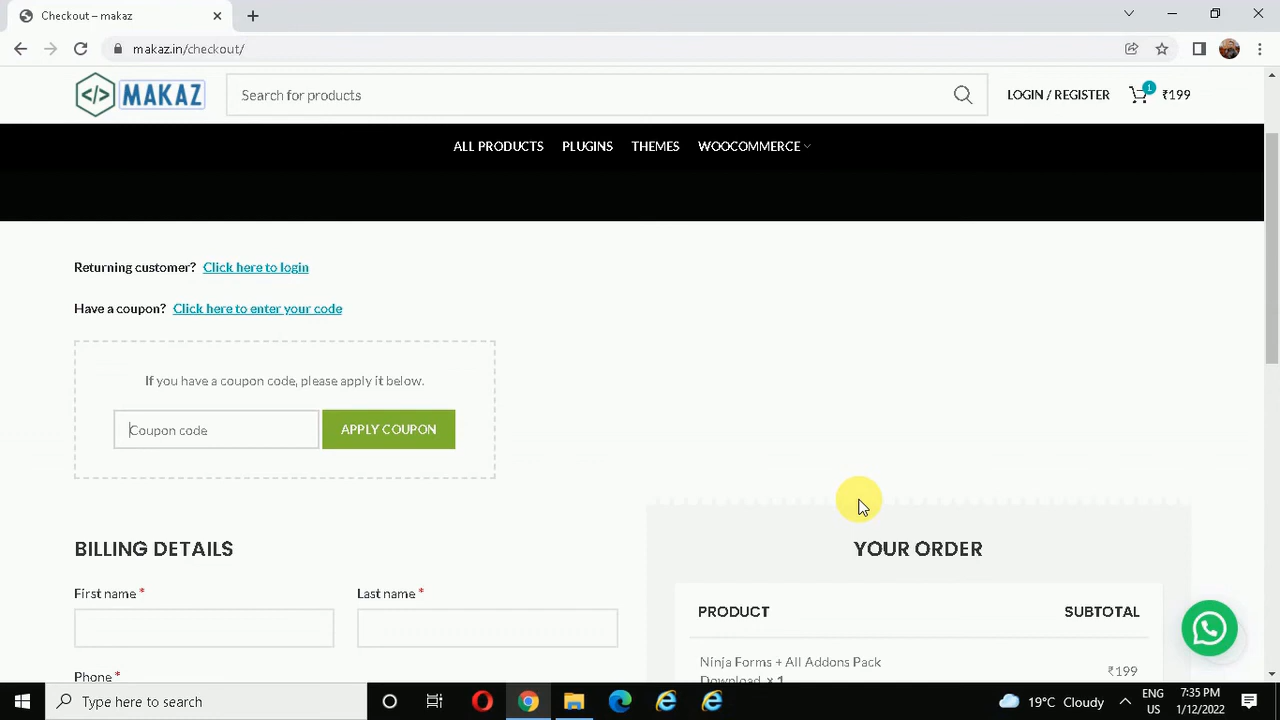 Checkout – makaz
makaz.in/checkout/
MAKAZ
Search for products
LOGIN / REGISTER
1
₹199
ALL PRODUCTS
PLUGINS
THEMES
WOOCOMMERCE
Returning customer? Click here to login
Have a coupon? Click here to enter your code
If you have a coupon code, please apply it below.
Coupon code
APPLY COUPON
BILLING DETAILS
YOUR ORDER
First name *
Last name *
PRODUCT
SUBTOTAL
Ninja Forms + All Addons Pack
₹199
Download × 1
Phone *
Type here to search
19°C Cloudy
ENG
US
7:35 PM
1/12/2022